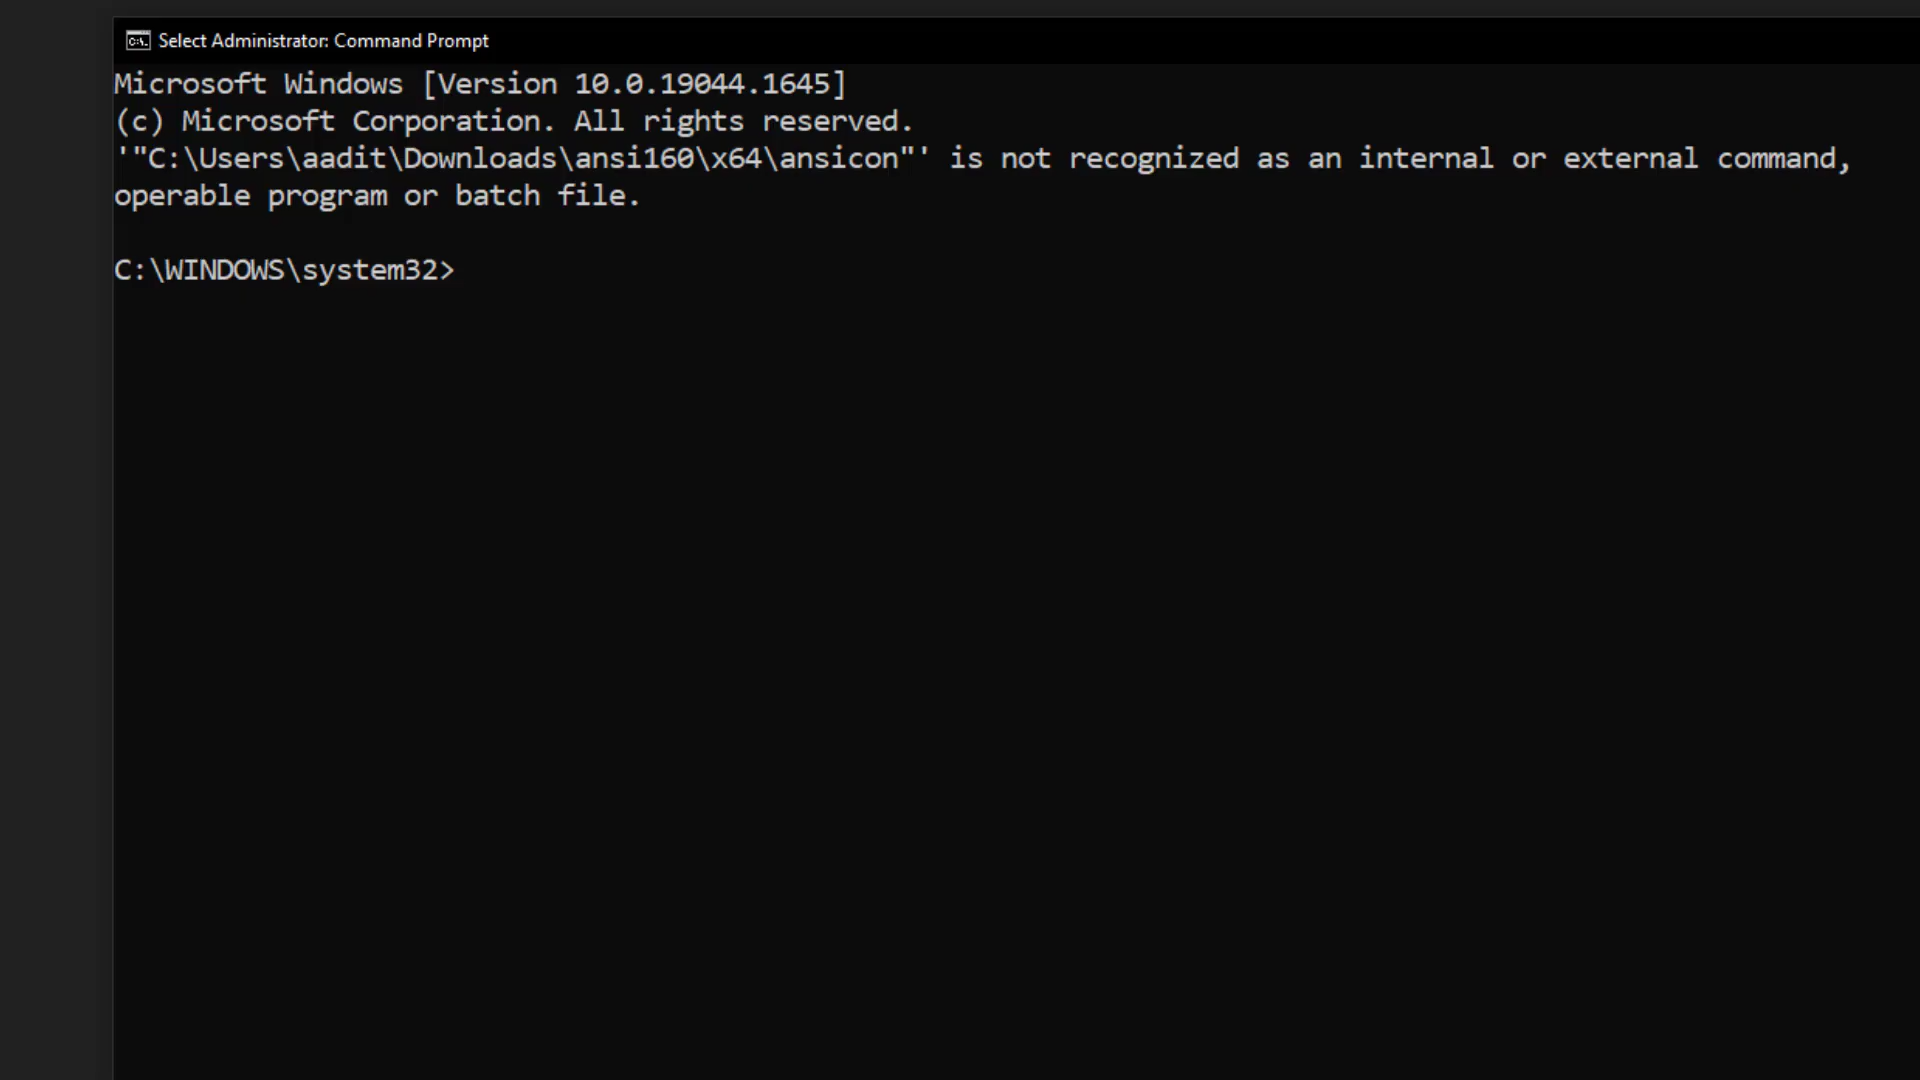 Select Administrator: Command Prompt
Microsoft Windows [Version 10.0.19044.1645]
(c) Microsoft Corporation. All rights reserved.
'"C:\Users\aadit\Downloads\ansi160\x64\ansicon"' is not recognized as an internal or external command,
operable program or batch file.
C:\WINDOWS\system32>